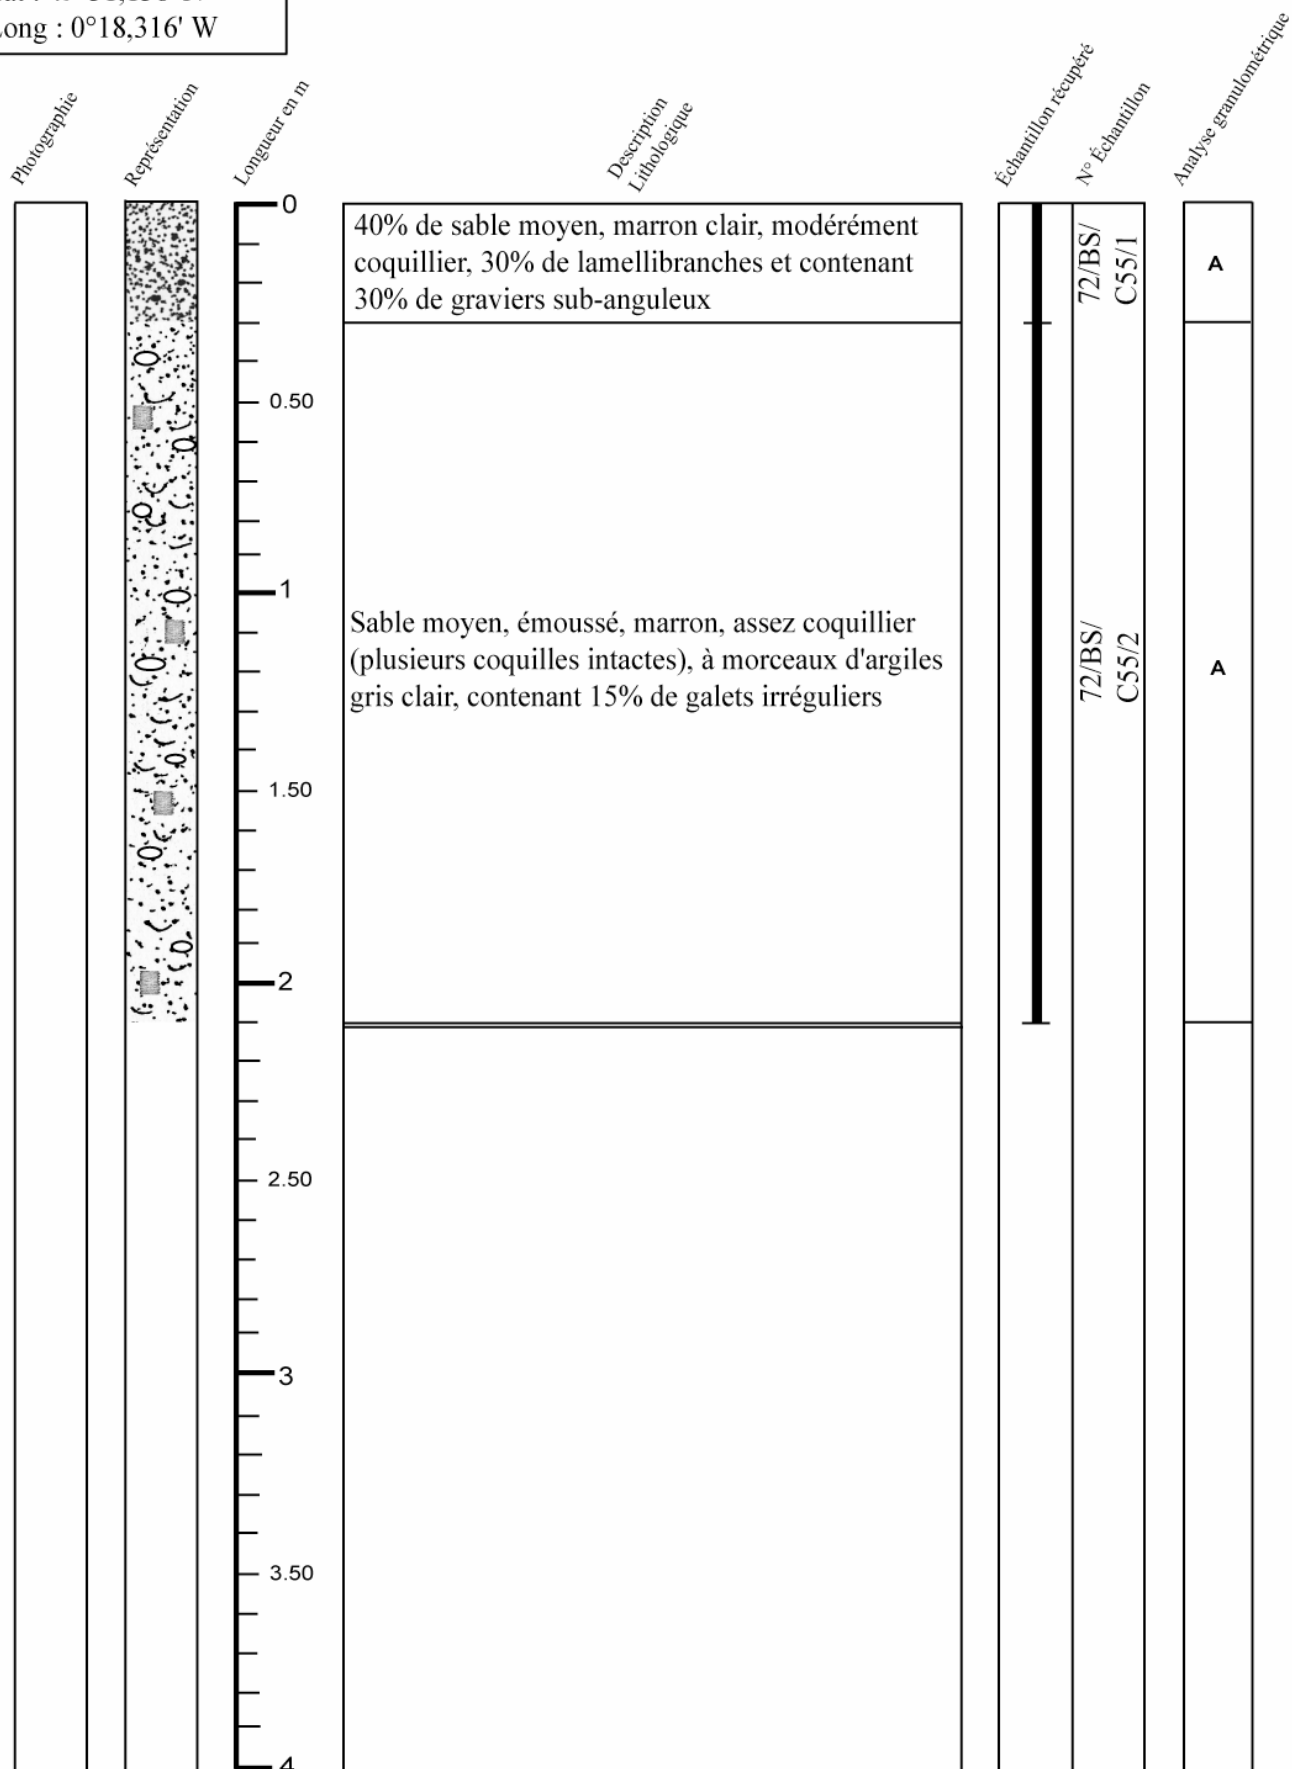 Long : 0°18,316' W
Photographie
Représentation
Longueur en m
Description
Lithologique
Échantillon récupéré
N° Échantillon
Analyse granulométrique
0
40% de sable moyen, marron clair, modérément
coquillier, 30% de lamellibranches et contenant
30% de graviers sub-anguleux
72/BS/
C55/1
A
0.50
1
Sable moyen, émoussé, marron, assez coquillier
(plusieurs coquilles intactes), à morceaux d'argiles
gris clair, contenant 15% de galets irréguliers
72/BS/
C55/2
A
1.50
2
2.50
3
3.50
4